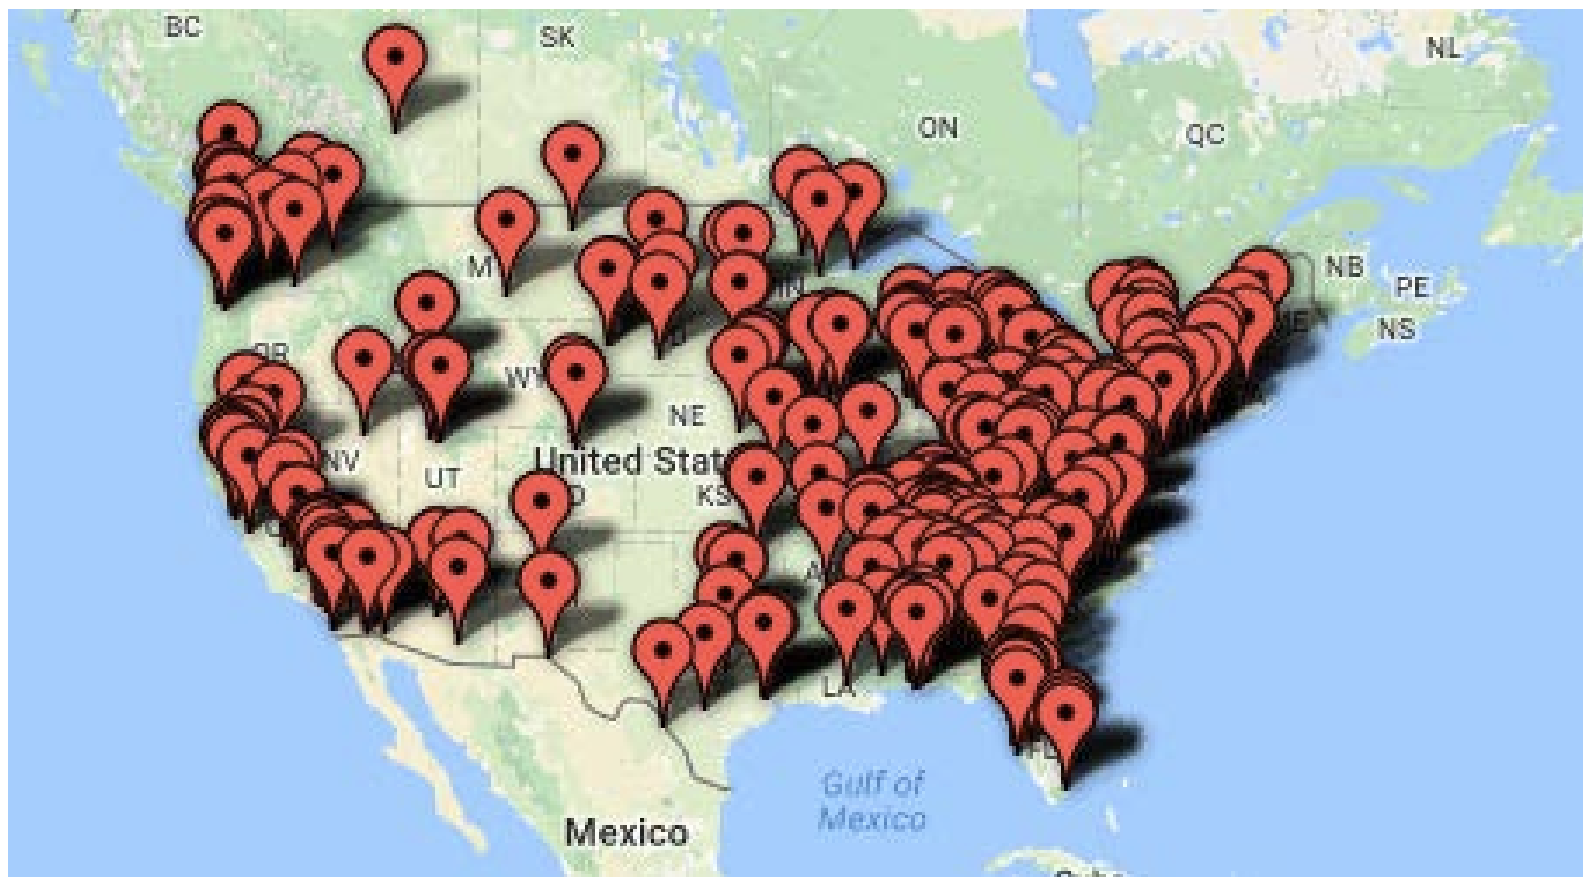 BC
SK
NL
ON
QC
NB
PE
NS
WY
NE
United Stat
NV
UT
KS
LA
Gulf of
Mexico
Mexico